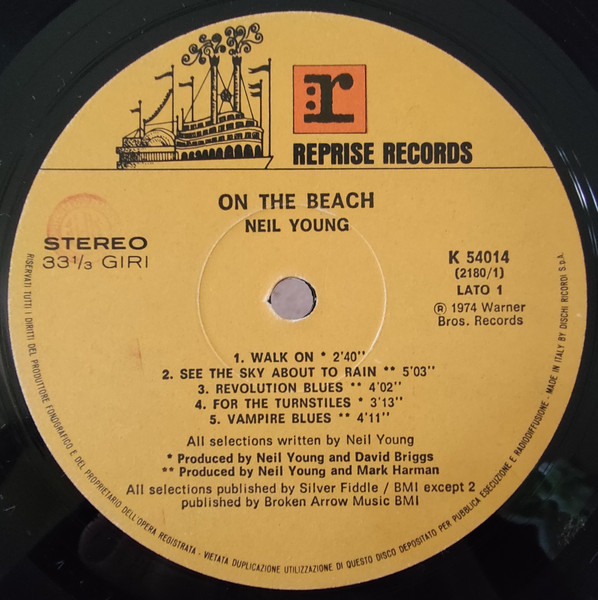 :r
REPRISE RECORDS
ON THE BEACH
NEIL YOUNG
STEREO
33 1/3 GIRI
K 54014
(2180/1)
LATO 1
℗ 1974 Warner
Bros. Records
1. WALK ON * 2'40"
2. SEE THE SKY ABOUT TO RAIN ** 5'03"
3. REVOLUTION BLUES ** 4'02"
4. FOR THE TURNSTILES * 3'13"
5. VAMPIRE BLUES ** 4'11"
All selections written by Neil Young
* Produced by Neil Young and David Briggs
** Produced by Neil Young and Mark Harman
All selections published by Silver Fiddle / BMI except 2
published by Broken Arrow Music BMI
RISERVATI TUTTI I DIRITTI DEL PRODUTTORE FONOGRAFICO E DEL PROPRIETARIO DELL'OPERA REGISTRATA - VIETATA DUPLICAZIONE UTILIZZAZIONE DI QUESTO DISCO DEPOSITATO PER PUBBLICA ESECUZIONE E RADIODIFFUSIONE - MADE IN ITALY BY DISCHI RICORDI S.p.A.